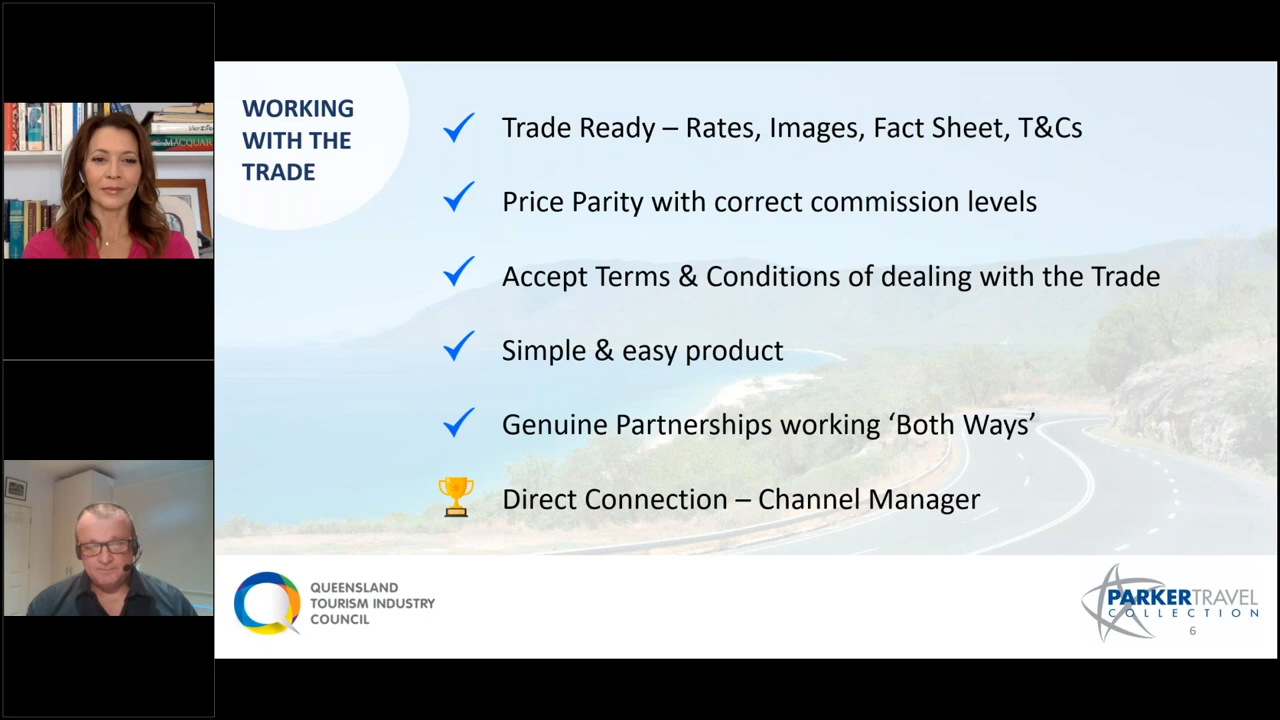 WORKING
WITH THE
TRADE
Trade Ready – Rates, Images, Fact Sheet, T&Cs
Price Parity with correct commission levels
Accept Terms & Conditions of dealing with the Trade
Simple & easy product
Genuine Partnerships working ‘Both Ways’
Direct Connection – Channel Manager
QUEENSLAND
TOURISM INDUSTRY
COUNCIL
PARKERTRAVEL
COLLECTION
6
MACQUAR